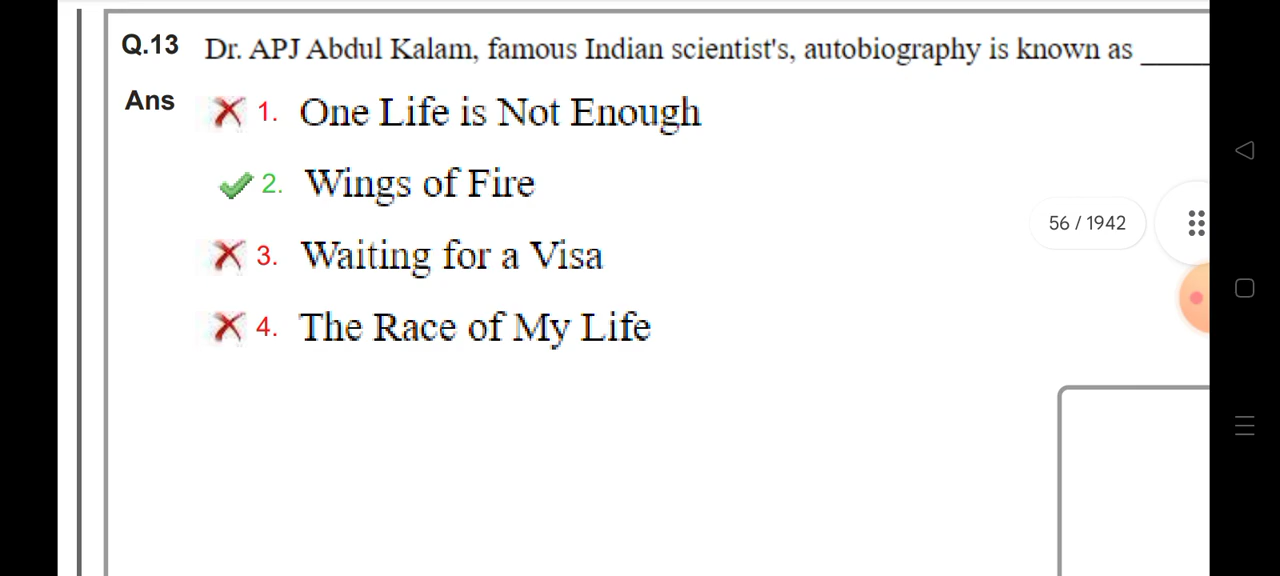 Q.13 Dr. APJ Abdul Kalam, famous Indian scientist's, autobiography is known as ______
Ans 1. One Life is Not Enough
2. Wings of Fire
56 / 1942
3. Waiting for a Visa
4. The Race of My Life